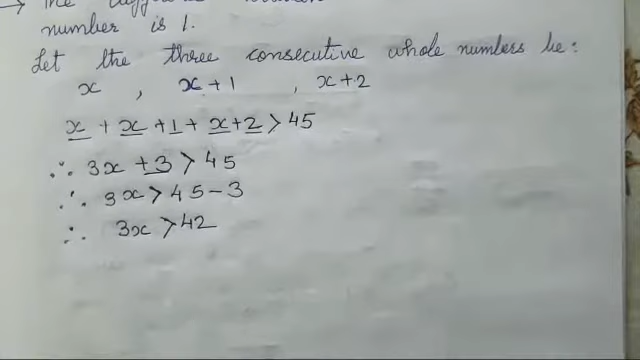 → The
number is 1.
Let the three consecutive whole numbers be:
x , x+1 , x+2
x + x + 1 + x + 2 > 45
∴ 3x + 3 > 45
∴ 3x > 45 - 3
∴ 3x > 42